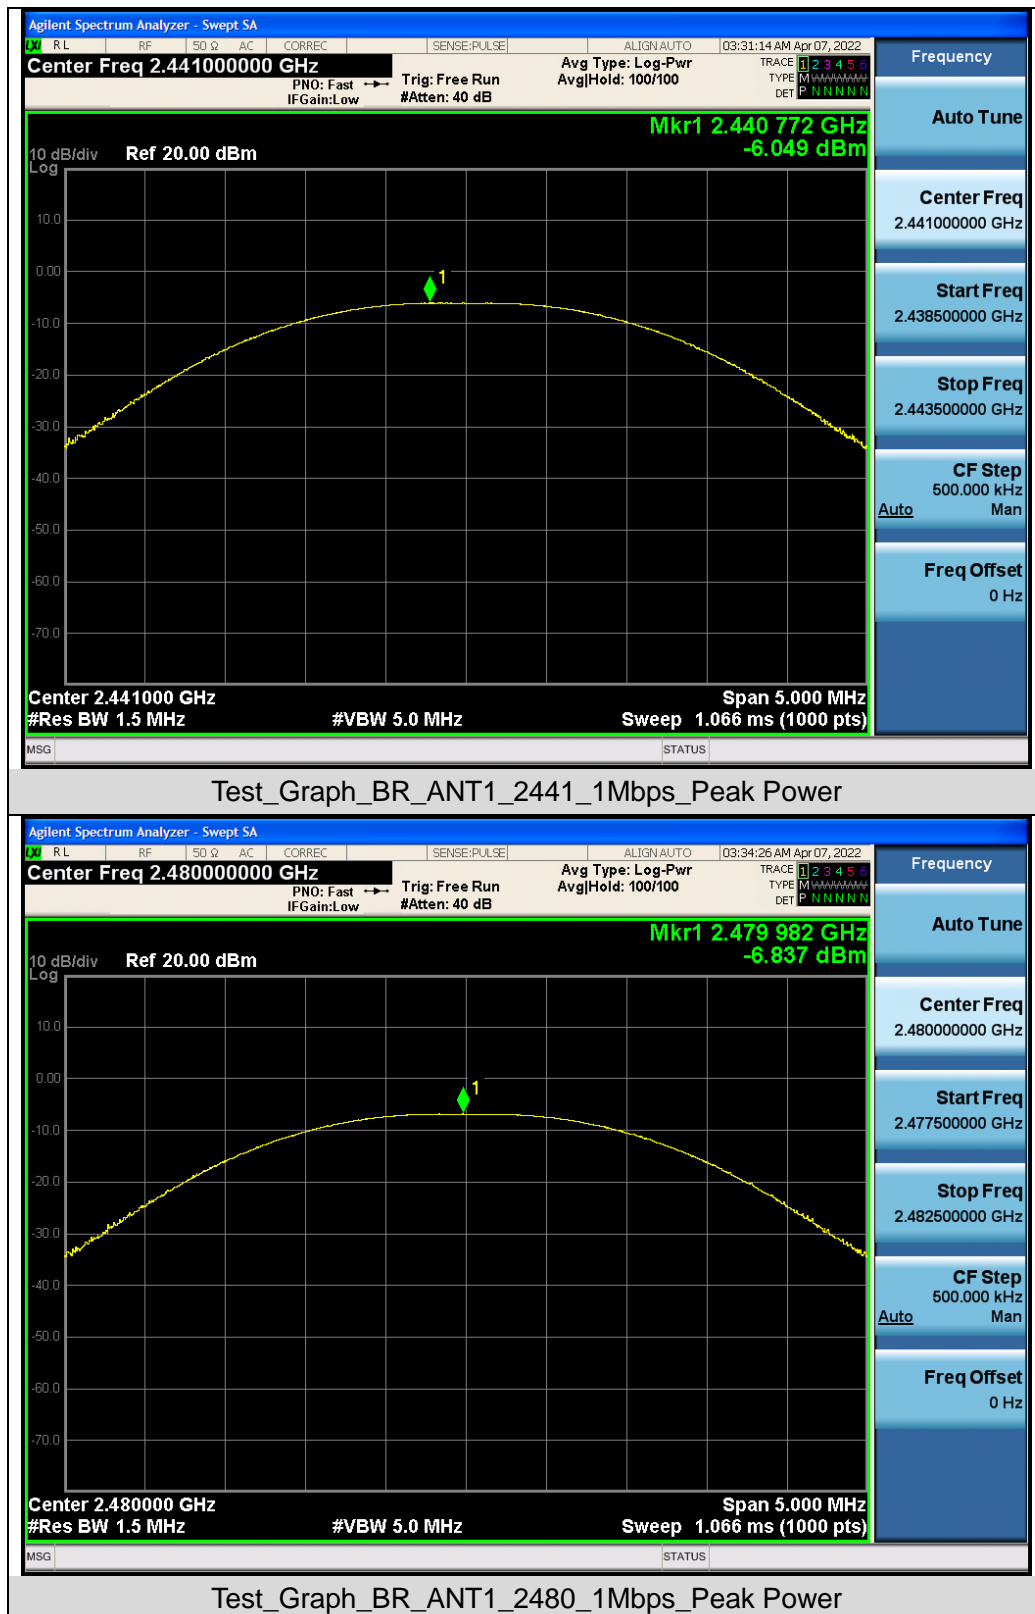 Agilent Spectrum Analyzer - Swept SA
LXI RL RF 50 Ω AC CORREC SENSE:PULSE ALIGN AUTO 03:31:14 AM Apr 07, 2022
Center Freq 2.441000000 GHz
PNO: Fast
IFGain:Low
Trig: Free Run
#Atten: 40 dB
Avg Type: Log-Pwr
Avg|Hold: 100/100
TRACE 1 2 3 4 5 6
TYPE M
DET P N N N N N
Mkr1 2.440 772 GHz
-6.049 dBm
10 dB/div
Log
Ref 20.00 dBm
10.0
0.00
-10.0
-20.0
-30.0
-40.0
-50.0
-60.0
-70.0
1
Center 2.441000 GHz
Span 5.000 MHz
#Res BW 1.5 MHz
#VBW 5.0 MHz
Sweep 1.066 ms (1000 pts)
MSG
STATUS
Frequency
Auto Tune
Center Freq
2.441000000 GHz
Start Freq
2.438500000 GHz
Stop Freq
2.443500000 GHz
CF Step
500.000 kHz
Auto Man
Freq Offset
0 Hz
Test_Graph_BR_ANT1_2441_1Mbps_Peak Power
Agilent Spectrum Analyzer - Swept SA
LXI RL RF 50 Ω AC CORREC SENSE:PULSE ALIGN AUTO 03:34:26 AM Apr 07, 2022
Center Freq 2.480000000 GHz
PNO: Fast
IFGain:Low
Trig: Free Run
#Atten: 40 dB
Avg Type: Log-Pwr
Avg|Hold: 100/100
TRACE 1 2 3 4 5 6
TYPE M
DET P N N N N N
Mkr1 2.479 982 GHz
-6.837 dBm
10 dB/div
Log
Ref 20.00 dBm
10.0
0.00
-10.0
-20.0
-30.0
-40.0
-50.0
-60.0
-70.0
1
Center 2.480000 GHz
Span 5.000 MHz
#Res BW 1.5 MHz
#VBW 5.0 MHz
Sweep 1.066 ms (1000 pts)
MSG
STATUS
Frequency
Auto Tune
Center Freq
2.480000000 GHz
Start Freq
2.477500000 GHz
Stop Freq
2.482500000 GHz
CF Step
500.000 kHz
Auto Man
Freq Offset
0 Hz
Test_Graph_BR_ANT1_2480_1Mbps_Peak Power